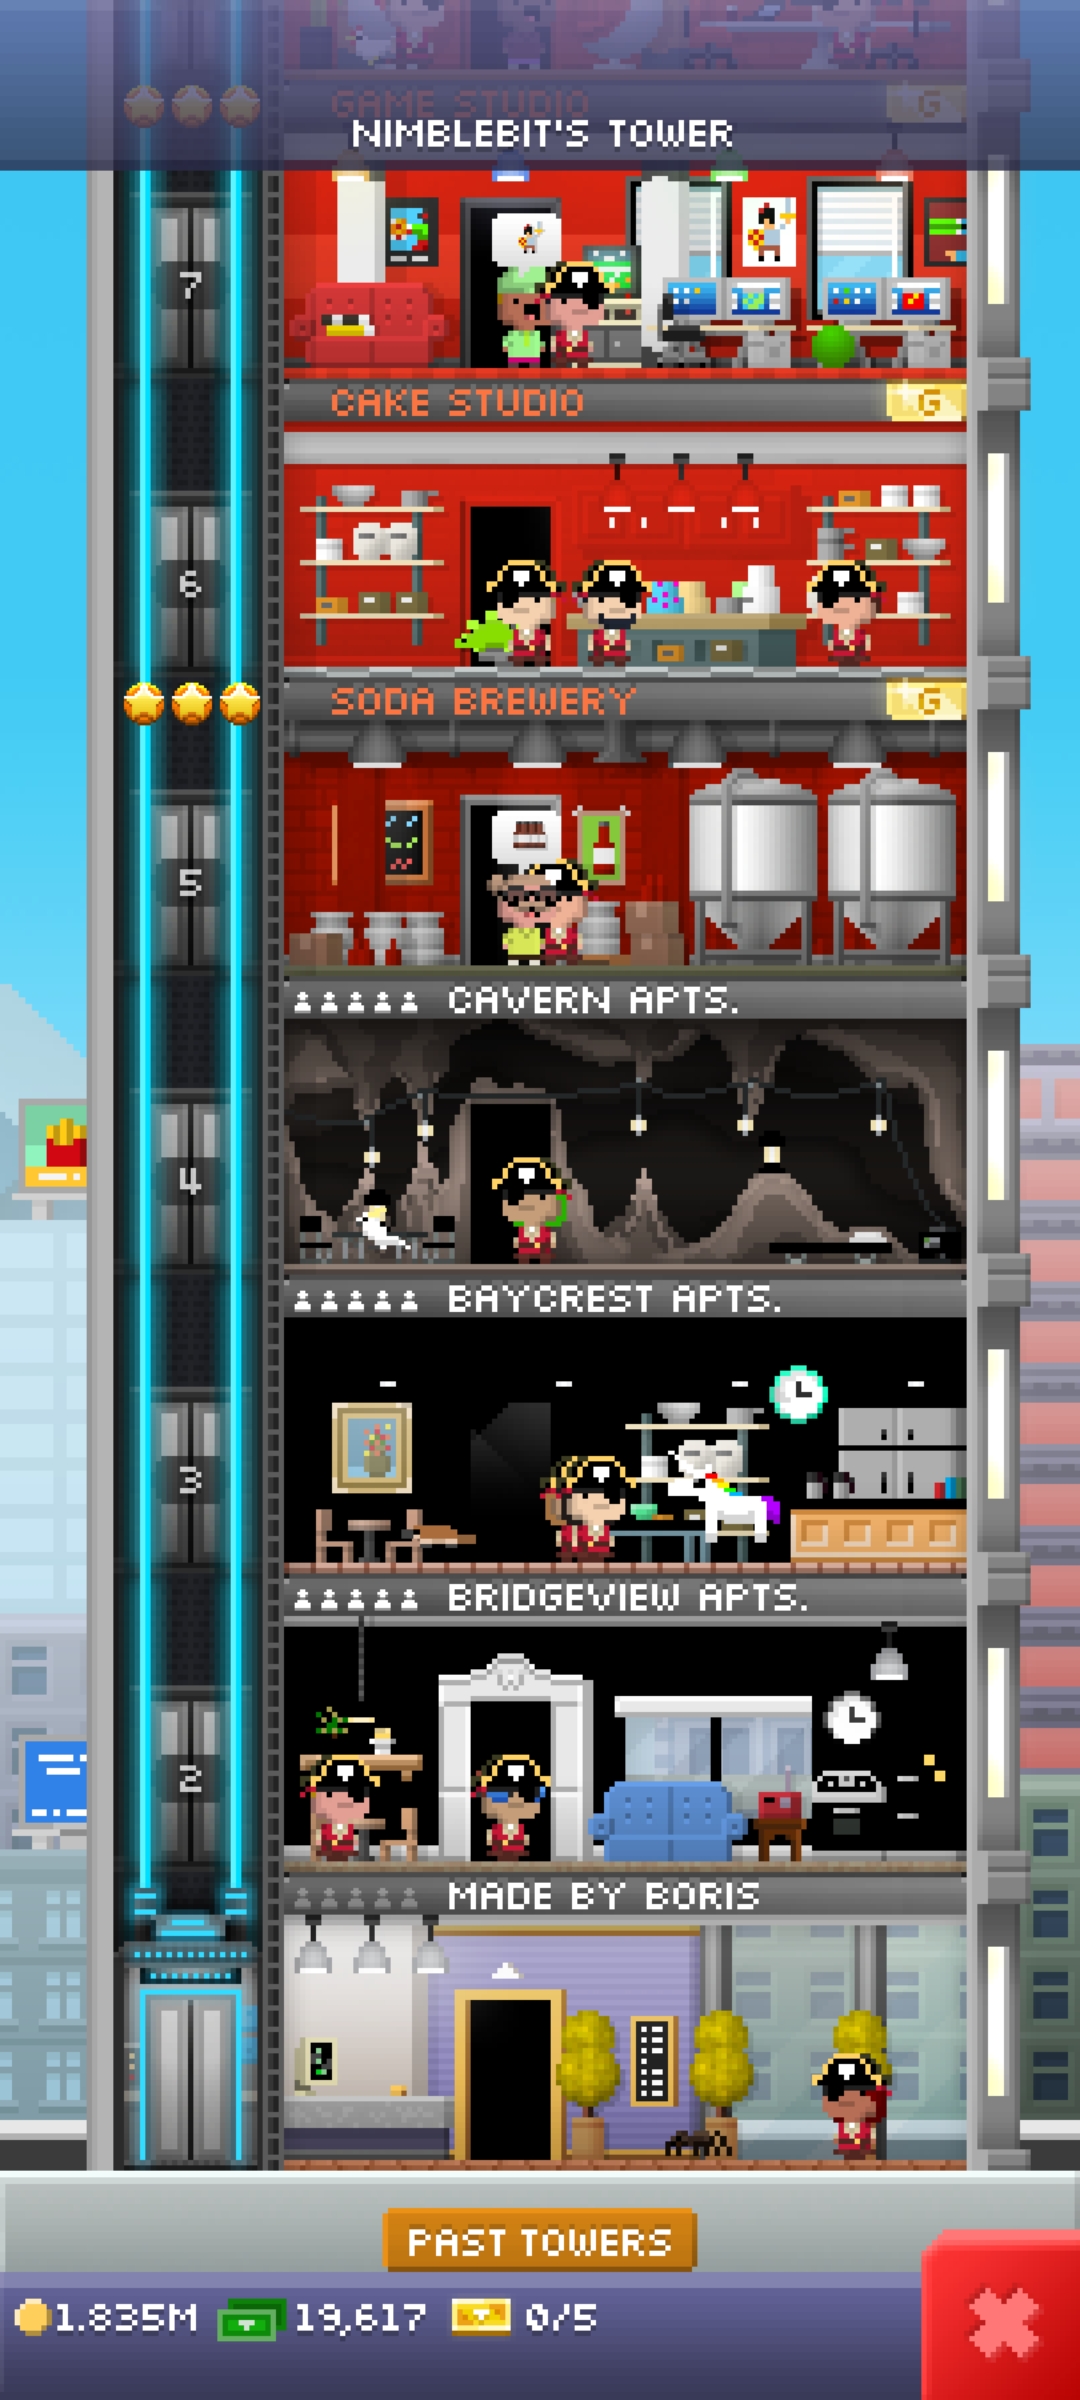 GAME STUDIO G
NIMBLEBIT'S TOWER
7
CAKE STUDIO G
6
SODA BREWERY G
5
CAVERN APTS.
4
BAYCREST APTS.
3
BRIDGEVIEW APTS.
2
MADE BY BORIS
PAST TOWERS
1.835M 19,617 0/5